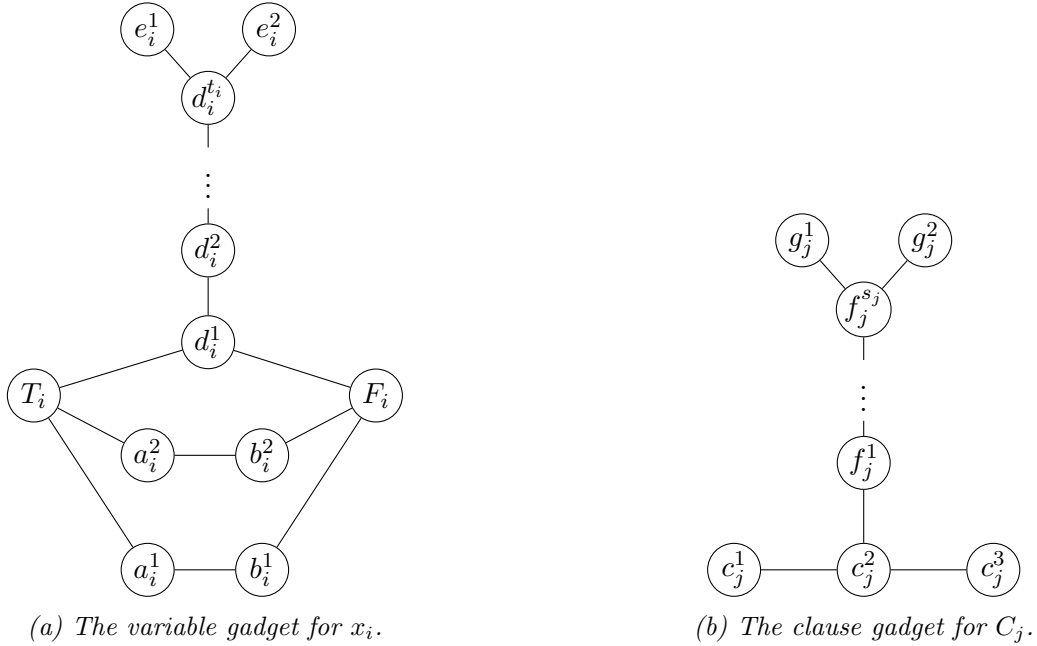 e_i^1 e_i^2
d_i^{t_i}
⋮
d_i^2
g_j^1 g_j^2
f_j^{s_j}
d_i^1
⋮
T_i F_i
a_i^2 b_i^2
f_j^1
a_i^1 b_i^1
c_j^1 c_j^2 c_j^3
(a) The variable gadget for x_i.
(b) The clause gadget for C_j.